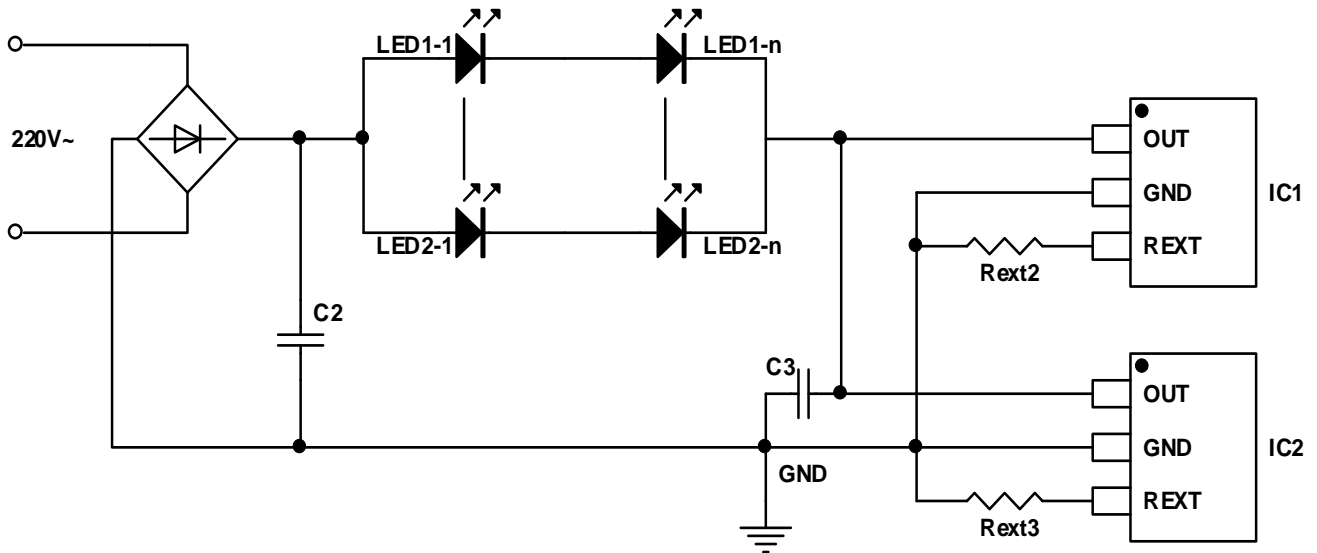 LED1-1
LED1-n
220V~
OUT
GND
IC1
REXT
LED2-1
LED2-n
Rext2
C2
C3
OUT
GND
IC2
GND
REXT
Rext3